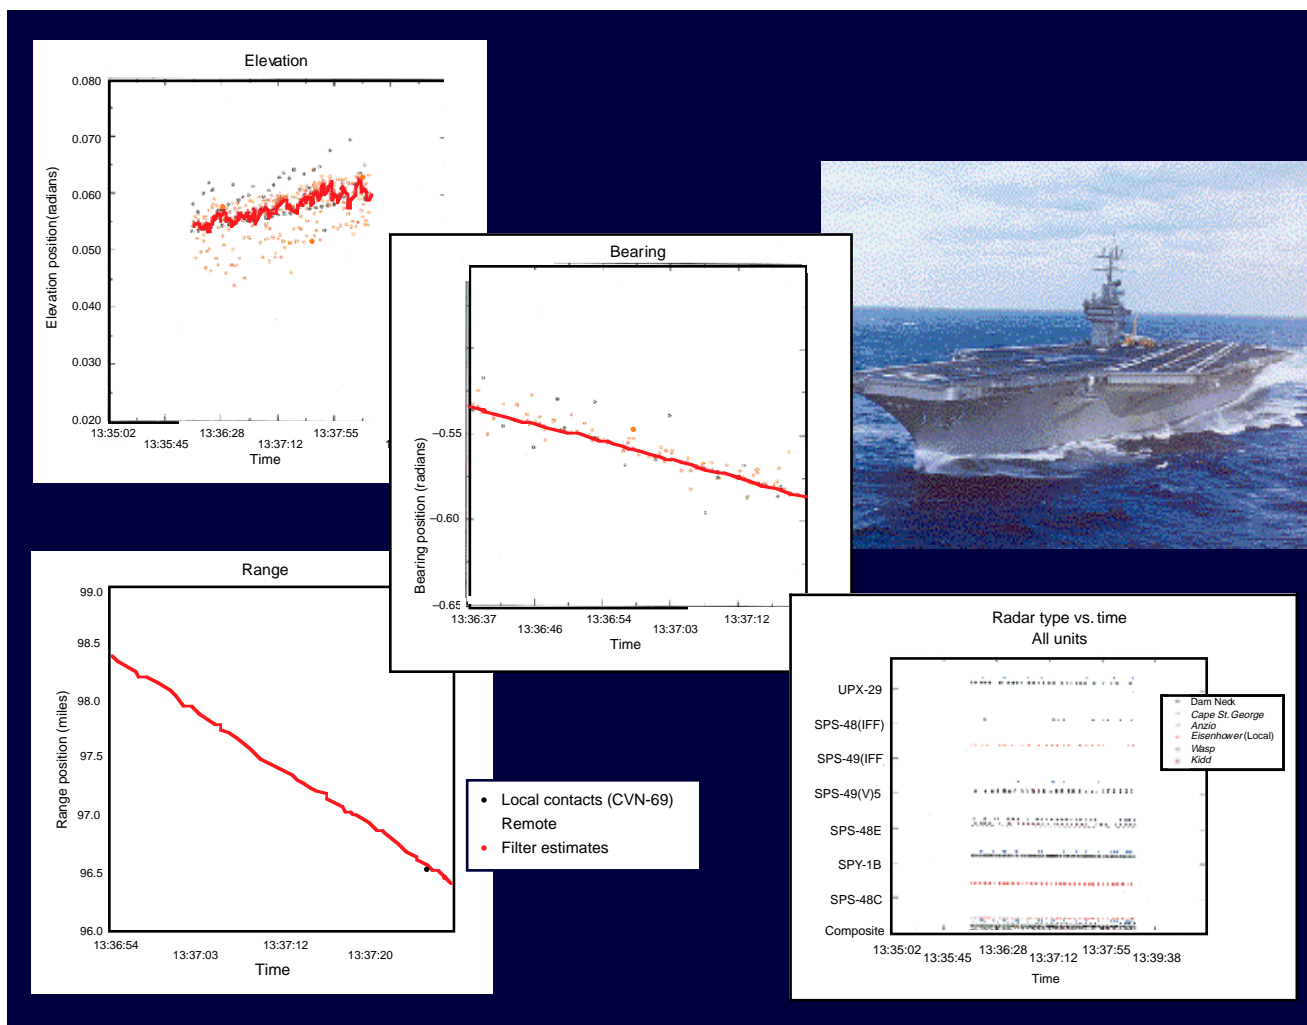 Elevation
0.080
0.070
0.060
0.050
0.040
0.030
0.020
Elevation position (radians)
13:35:02
13:35:45
13:36:28
13:37:12
13:37:55
1
Time
Bearing
–0.55
–0.60
–0.65
Bearing position (radians)
13:36:37
13:36:46
13:36:54
13:37:03
13:37:12
Time
Range
99.0
98.5
98.0
97.5
97.0
96.5
96.0
Range position (miles)
13:36:54
13:37:03
13:37:12
13:37:20
Time
Local contacts (CVN-69)
Remote
Filter estimates
Radar type vs. time
All units
UPX-29
SPS-48(IFF)
SPS-49(IFF
SPS-49(V)5
SPS-48E
SPY-1B
SPS-48C
Composite
13:35:02
13:35:45
13:36:28
13:37:12
13:37:55
13:39:38
Time
Dam Neck
Cape St. George
Anzio
Eisenhower (Local)
Wasp
Kidd